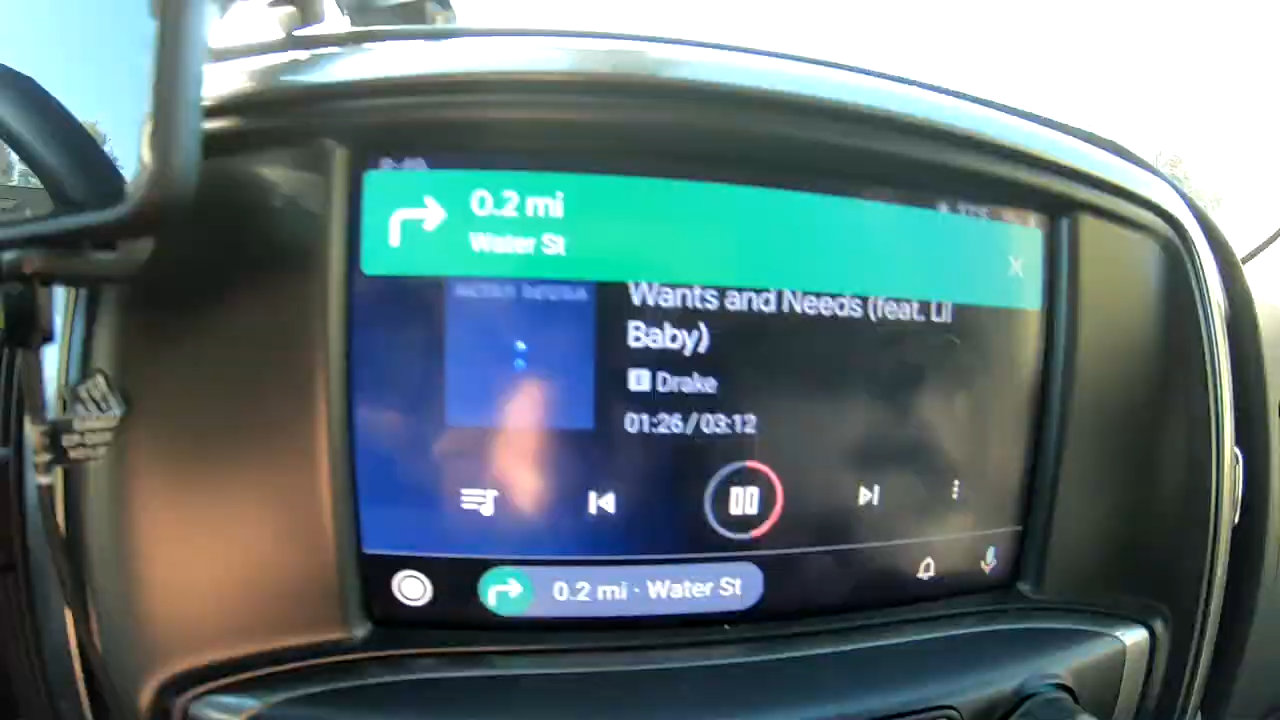 0.2 mi
Water St
Wants and Needs (feat. Lil
Baby)
E Drake
01:26/03:12
0.2 mi · Water St